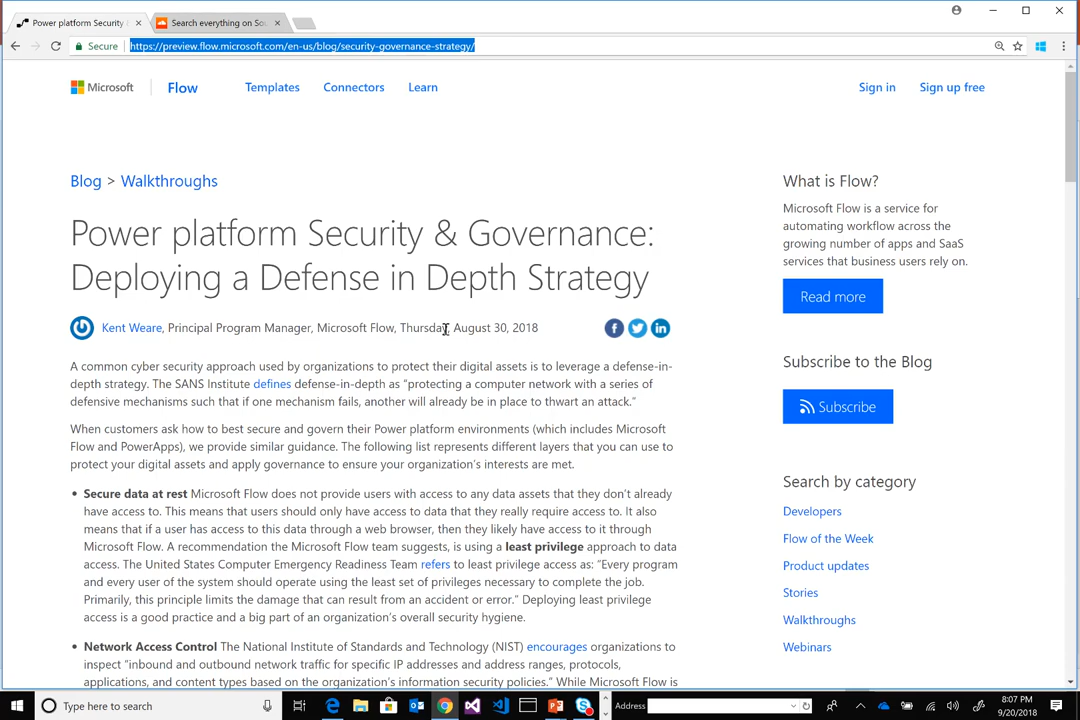 Power platform Security
Search everything on So
Secure
https://preview.flow.microsoft.com/en-us/blog/security-governance-strategy/
Microsoft
Flow
Templates
Connectors
Learn
Sign in
Sign up free
Blog > Walkthroughs
Power platform Security & Governance:
Deploying a Defense in Depth Strategy
Kent Weare, Principal Program Manager, Microsoft Flow, Thursday, August 30, 2018
A common cyber security approach used by organizations to protect their digital assets is to leverage a defense-in-
depth strategy. The SANS Institute defines defense-in-depth as “protecting a computer network with a series of
defensive mechanisms such that if one mechanism fails, another will already be in place to thwart an attack.”
When customers ask how to best secure and govern their Power platform environments (which includes Microsoft
Flow and PowerApps), we provide similar guidance. The following list represents different layers that you can use to
protect your digital assets and apply governance to ensure your organization’s interests are met.
• Secure data at rest Microsoft Flow does not provide users with access to any data assets that they don’t already
have access to. This means that users should only have access to data that they really require access to. It also
means that if a user has access to this data through a web browser, then they likely have access to it through
Microsoft Flow. A recommendation the Microsoft Flow team suggests, is using a least privilege approach to data
access. The United States Computer Emergency Readiness Team refers to least privilege access as: “Every program
and every user of the system should operate using the least set of privileges necessary to complete the job.
Primarily, this principle limits the damage that can result from an accident or error.” Deploying least privilege
access is a good practice and a big part of an organization’s overall security hygiene.
• Network Access Control The National Institute of Standards and Technology (NIST) encourages organizations to
inspect “inbound and outbound network traffic for specific IP addresses and address ranges, protocols,
applications, and content types based on the organization’s information security policies.” While Microsoft Flow is
What is Flow?
Microsoft Flow is a service for
automating workflow across the
growing number of apps and SaaS
services that business users rely on.
Read more
Subscribe to the Blog
Subscribe
Search by category
Developers
Flow of the Week
Product updates
Stories
Walkthroughs
Webinars
Type here to search
Address
8:07 PM
9/20/2018